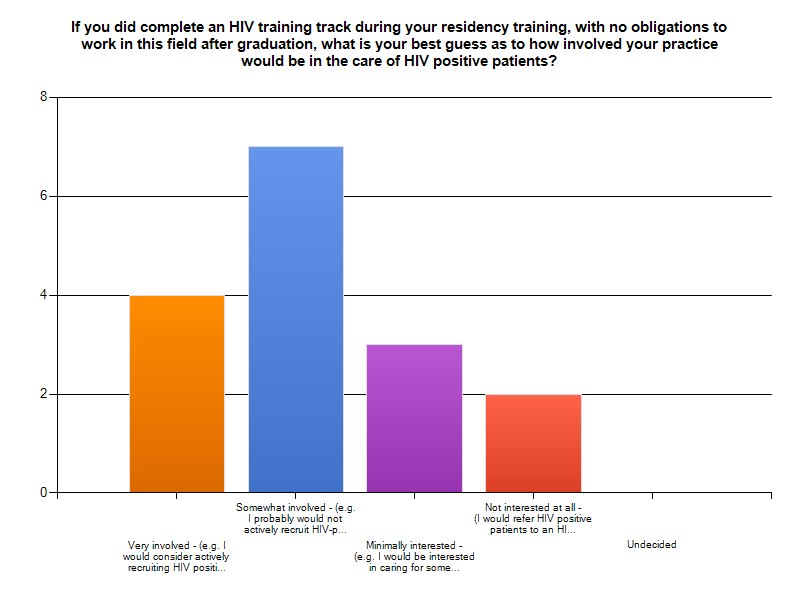 If you did complete an HIV training track during your residency training, with no obligations to
work in this field after graduation, what is your best guess as to how involved your practice
would be in the care of HIV positive patients?
8
6
4
2
0
Very involved - (e.g. I
would consider actively
recruiting HIV positi...
Somewhat involved - (e.g.
I probably would not
actively recruit HIV-p...
Minimally interested -
(e.g. I would be interested
in caring for some...
Not interested at all -
(I would refer HIV positive
patients to an HI...
Undecided